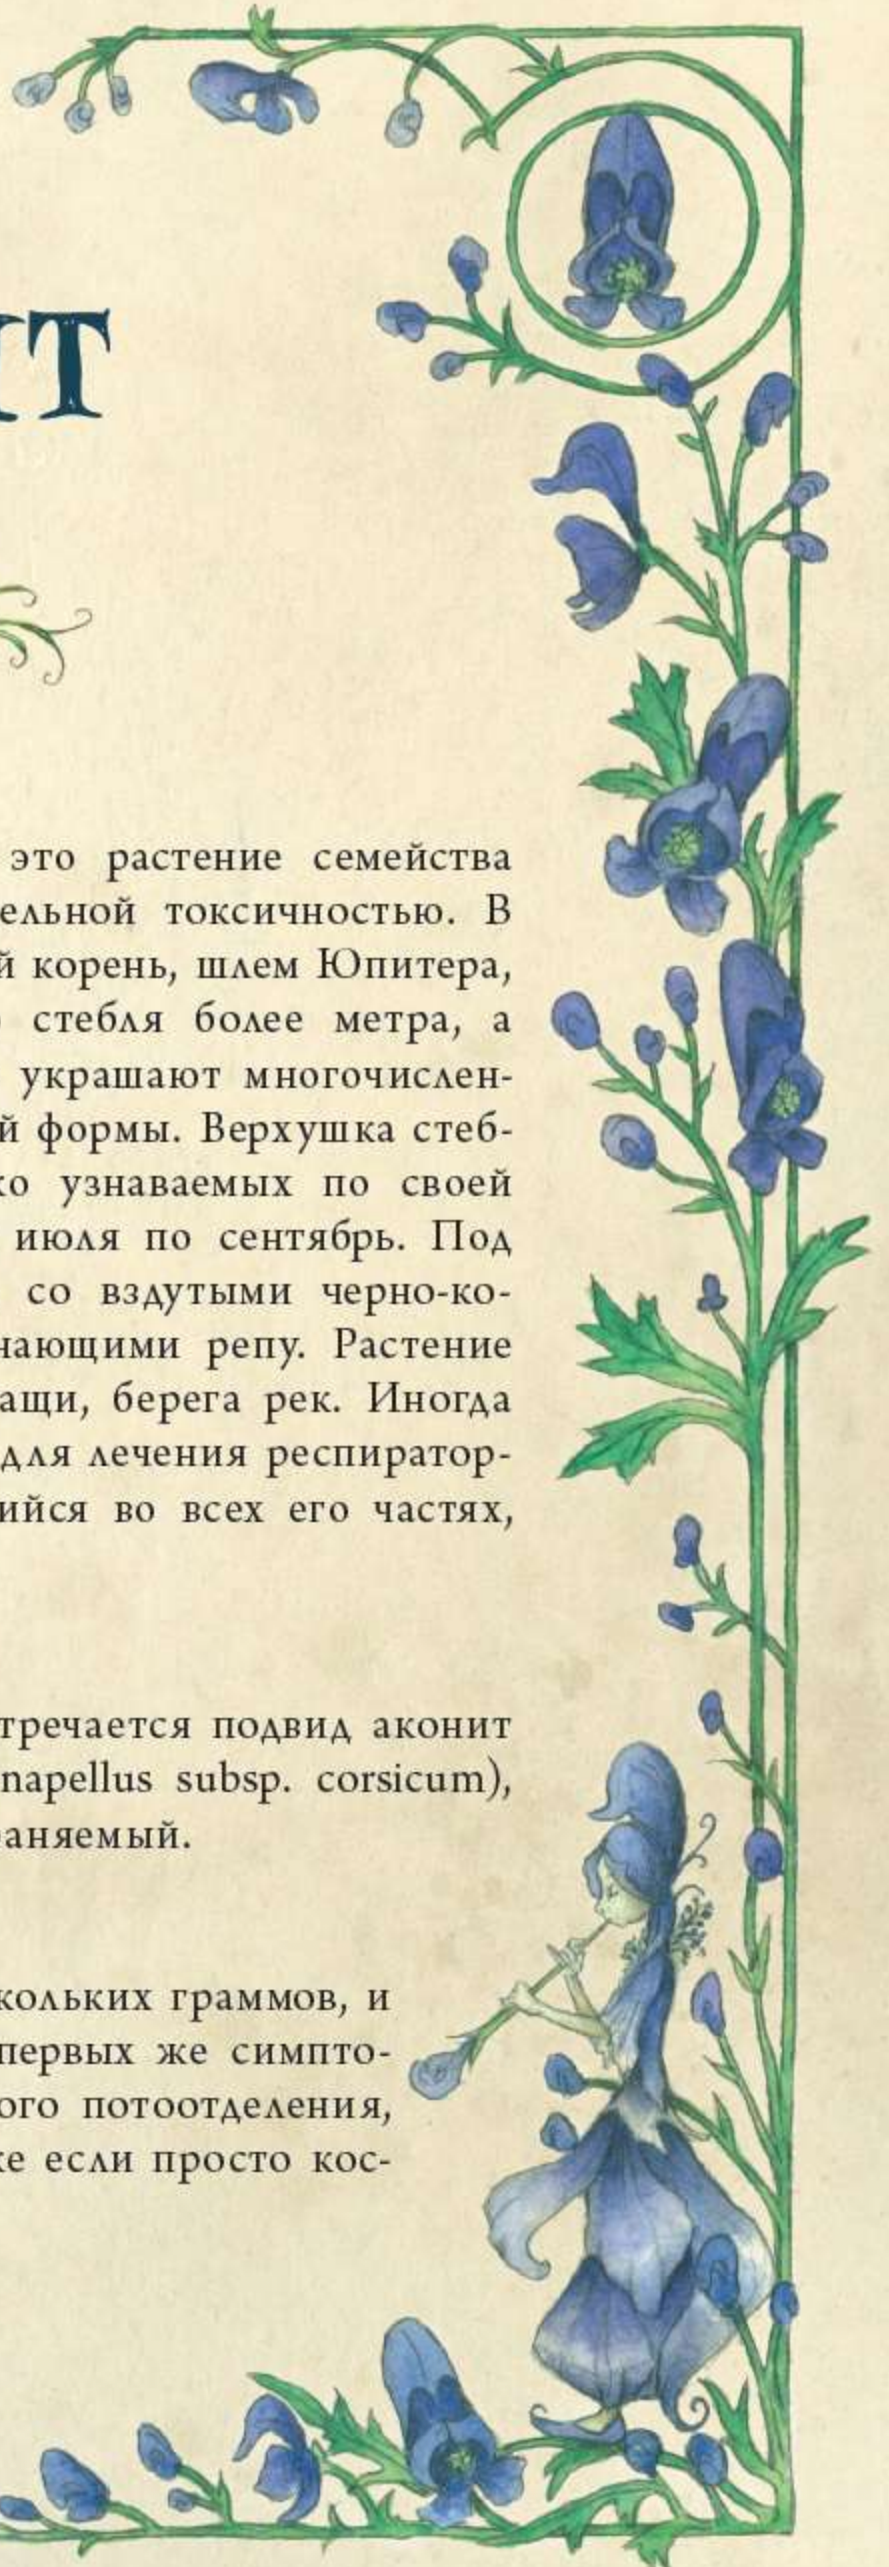 ИТ
это растение семейства
ельной токсичностью. В
й корень, шлем Юпитера,
стебля более метра, а
украшают многочислен-
й формы. Верхушка стеб-
ко узнаваемых по своей
июля по сентябрь. Под
со вздутыми черно-ко-
нающими репу. Растение
ащи, берега рек. Иногда
для лечения респиратор-
ийся во всех его частях,
тречается подвид аконит
napellus subsp. corsicum),
аняемый.
кольких граммов, и
первых же симпто-
ого потоотделения,
же если просто кос-